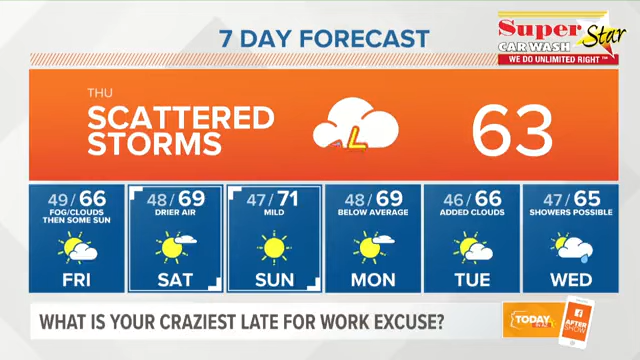 7 DAY FORECAST
Super Star
CAR WASH
WE DO UNLIMITED RIGHT™
THU
SCATTERED
STORMS
63
49/66
FOG/CLOUDS
THEN SOME SUN
FRI
48/69
DRIER AIR
SAT
47/71
MILD
SUN
48/69
BELOW AVERAGE
MON
46/66
ADDED CLOUDS
TUE
47/65
SHOWERS POSSIBLE
WED
WHAT IS YOUR CRAZIEST LATE FOR WORK EXCUSE?
TODAY
AFTER
SHOW